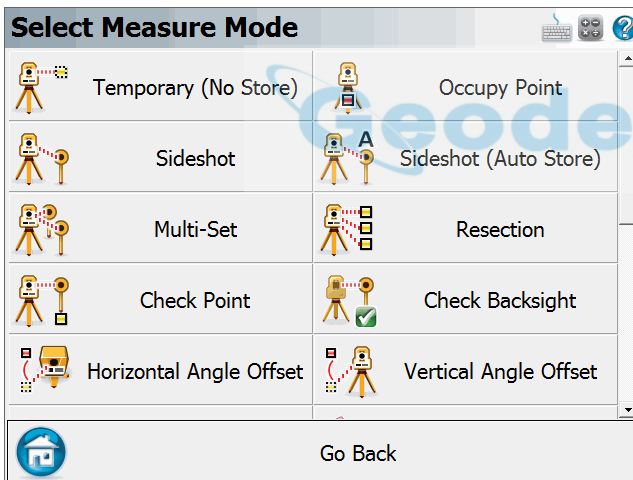 Select Measure Mode
Temporary (No Store)
Occupy Point
Geode
Sideshot
A
Sideshot (Auto Store)
Multi-Set
Resection
Check Point
Check Backsight
Horizontal Angle Offset
Vertical Angle Offset
Go Back